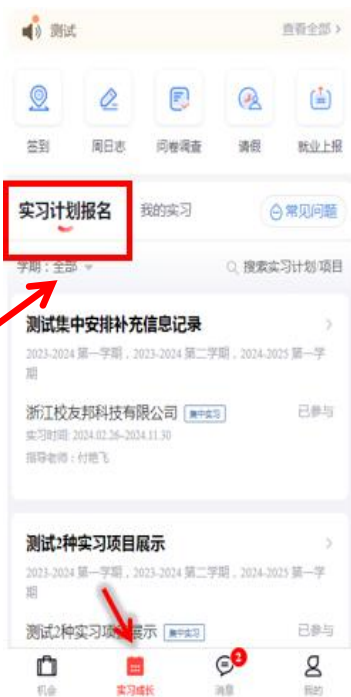 测试 查看全部 >
签到 周日志 问卷调查 请假 就业上报
实习计划报名 我的实习 常见问题
学期：全部 搜索实习计划/项目
测试集中安排补充信息记录 >
2023-2024 第一学期，2023-2024 第二学期，2024-2025 第一学
期
浙江校友邦科技有限公司 集中实习 已参与
实习时间: 2024.02.26-2024.11.30
指导老师：付艳飞
测试2种实习项目展示 >
2023-2024 第一学期，2023-2024 第二学期，2024-2025 第一学
期
测试2种实习项目展示 集中实习 已参与
2
机会 实习成长 消息 我的